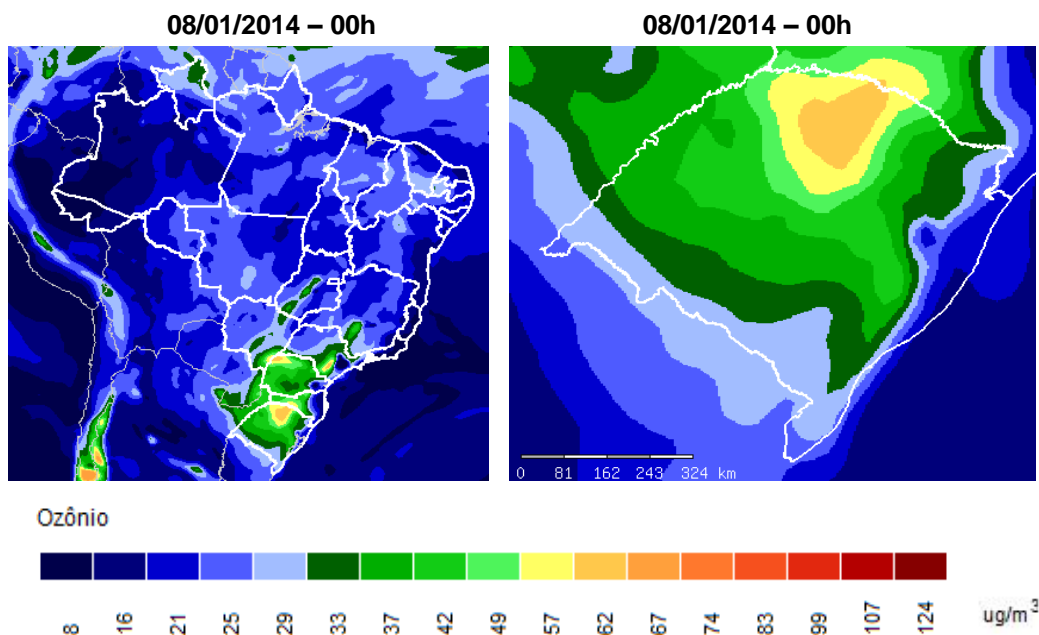 08/01/2014 – 00h
08/01/2014 – 00h
0 81 162 243 324 km
Ozônio
8 16 21 25 29 33 37 42 49 57 62 67 74 83 99 107 124 ug/m³